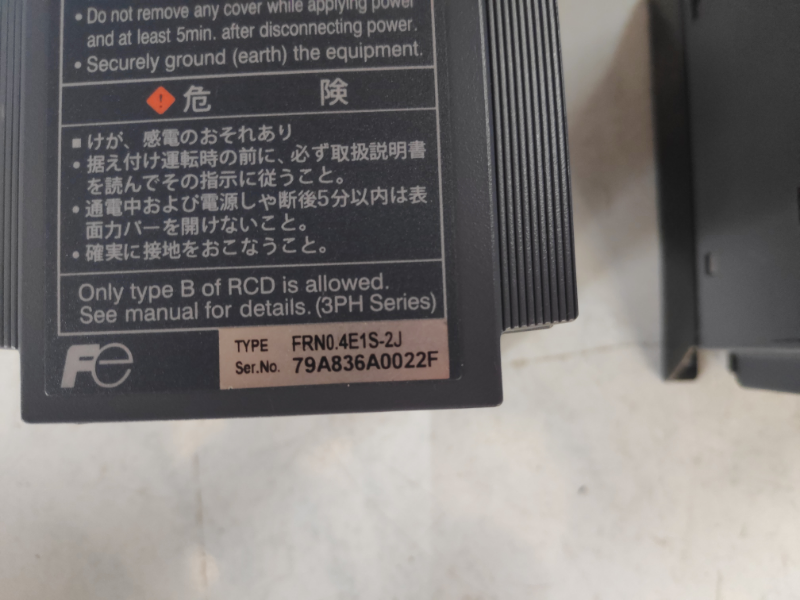 • Do not remove any cover while applying power
and at least 5min. after disconnecting power.
• Securely ground (earth) the equipment.
危 険
■ けが、感電のおそれあり
• 据え付け運転時の前に、必ず取扱説明書
を読んでその指示に従うこと。
• 通電中および電源しゃ断後5分以内は表
面カバーを開けないこと。
• 確実に接地をおこなうこと。
Only type B of RCD is allowed.
See manual for details. (3PH Series)
Fe
TYPE FRN0.4E1S-2J
Ser.No. 79A836A0022F